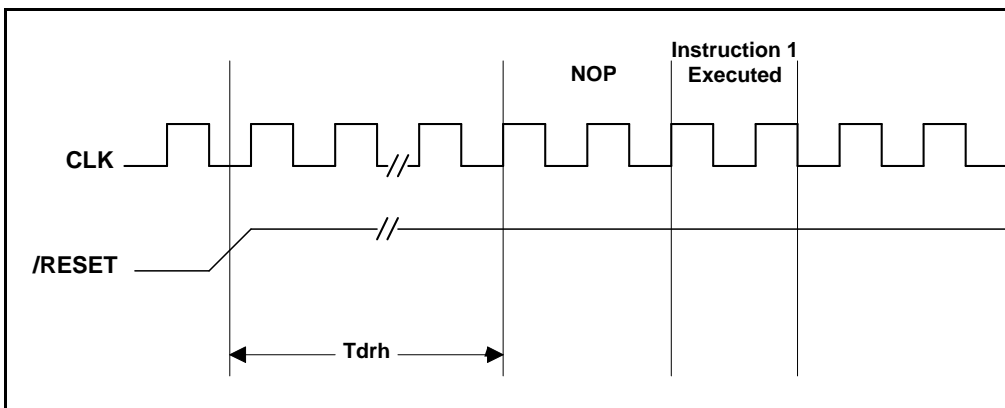 Instruction 1
NOP
Executed
CLK
/RESET
Tdrh